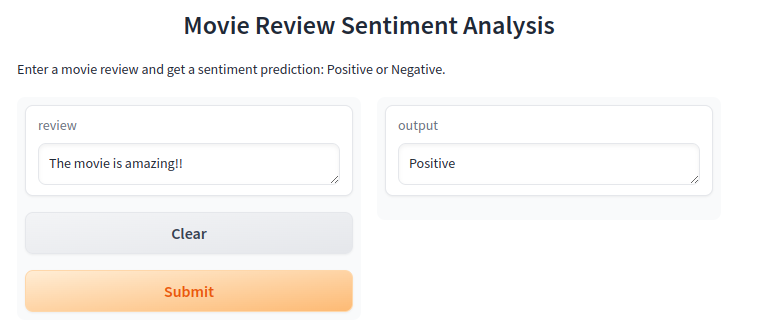 Movie Review Sentiment Analysis
Enter a movie review and get a sentiment prediction: Positive or Negative.
review
The movie is amazing!!
Clear
Submit
output
Positive